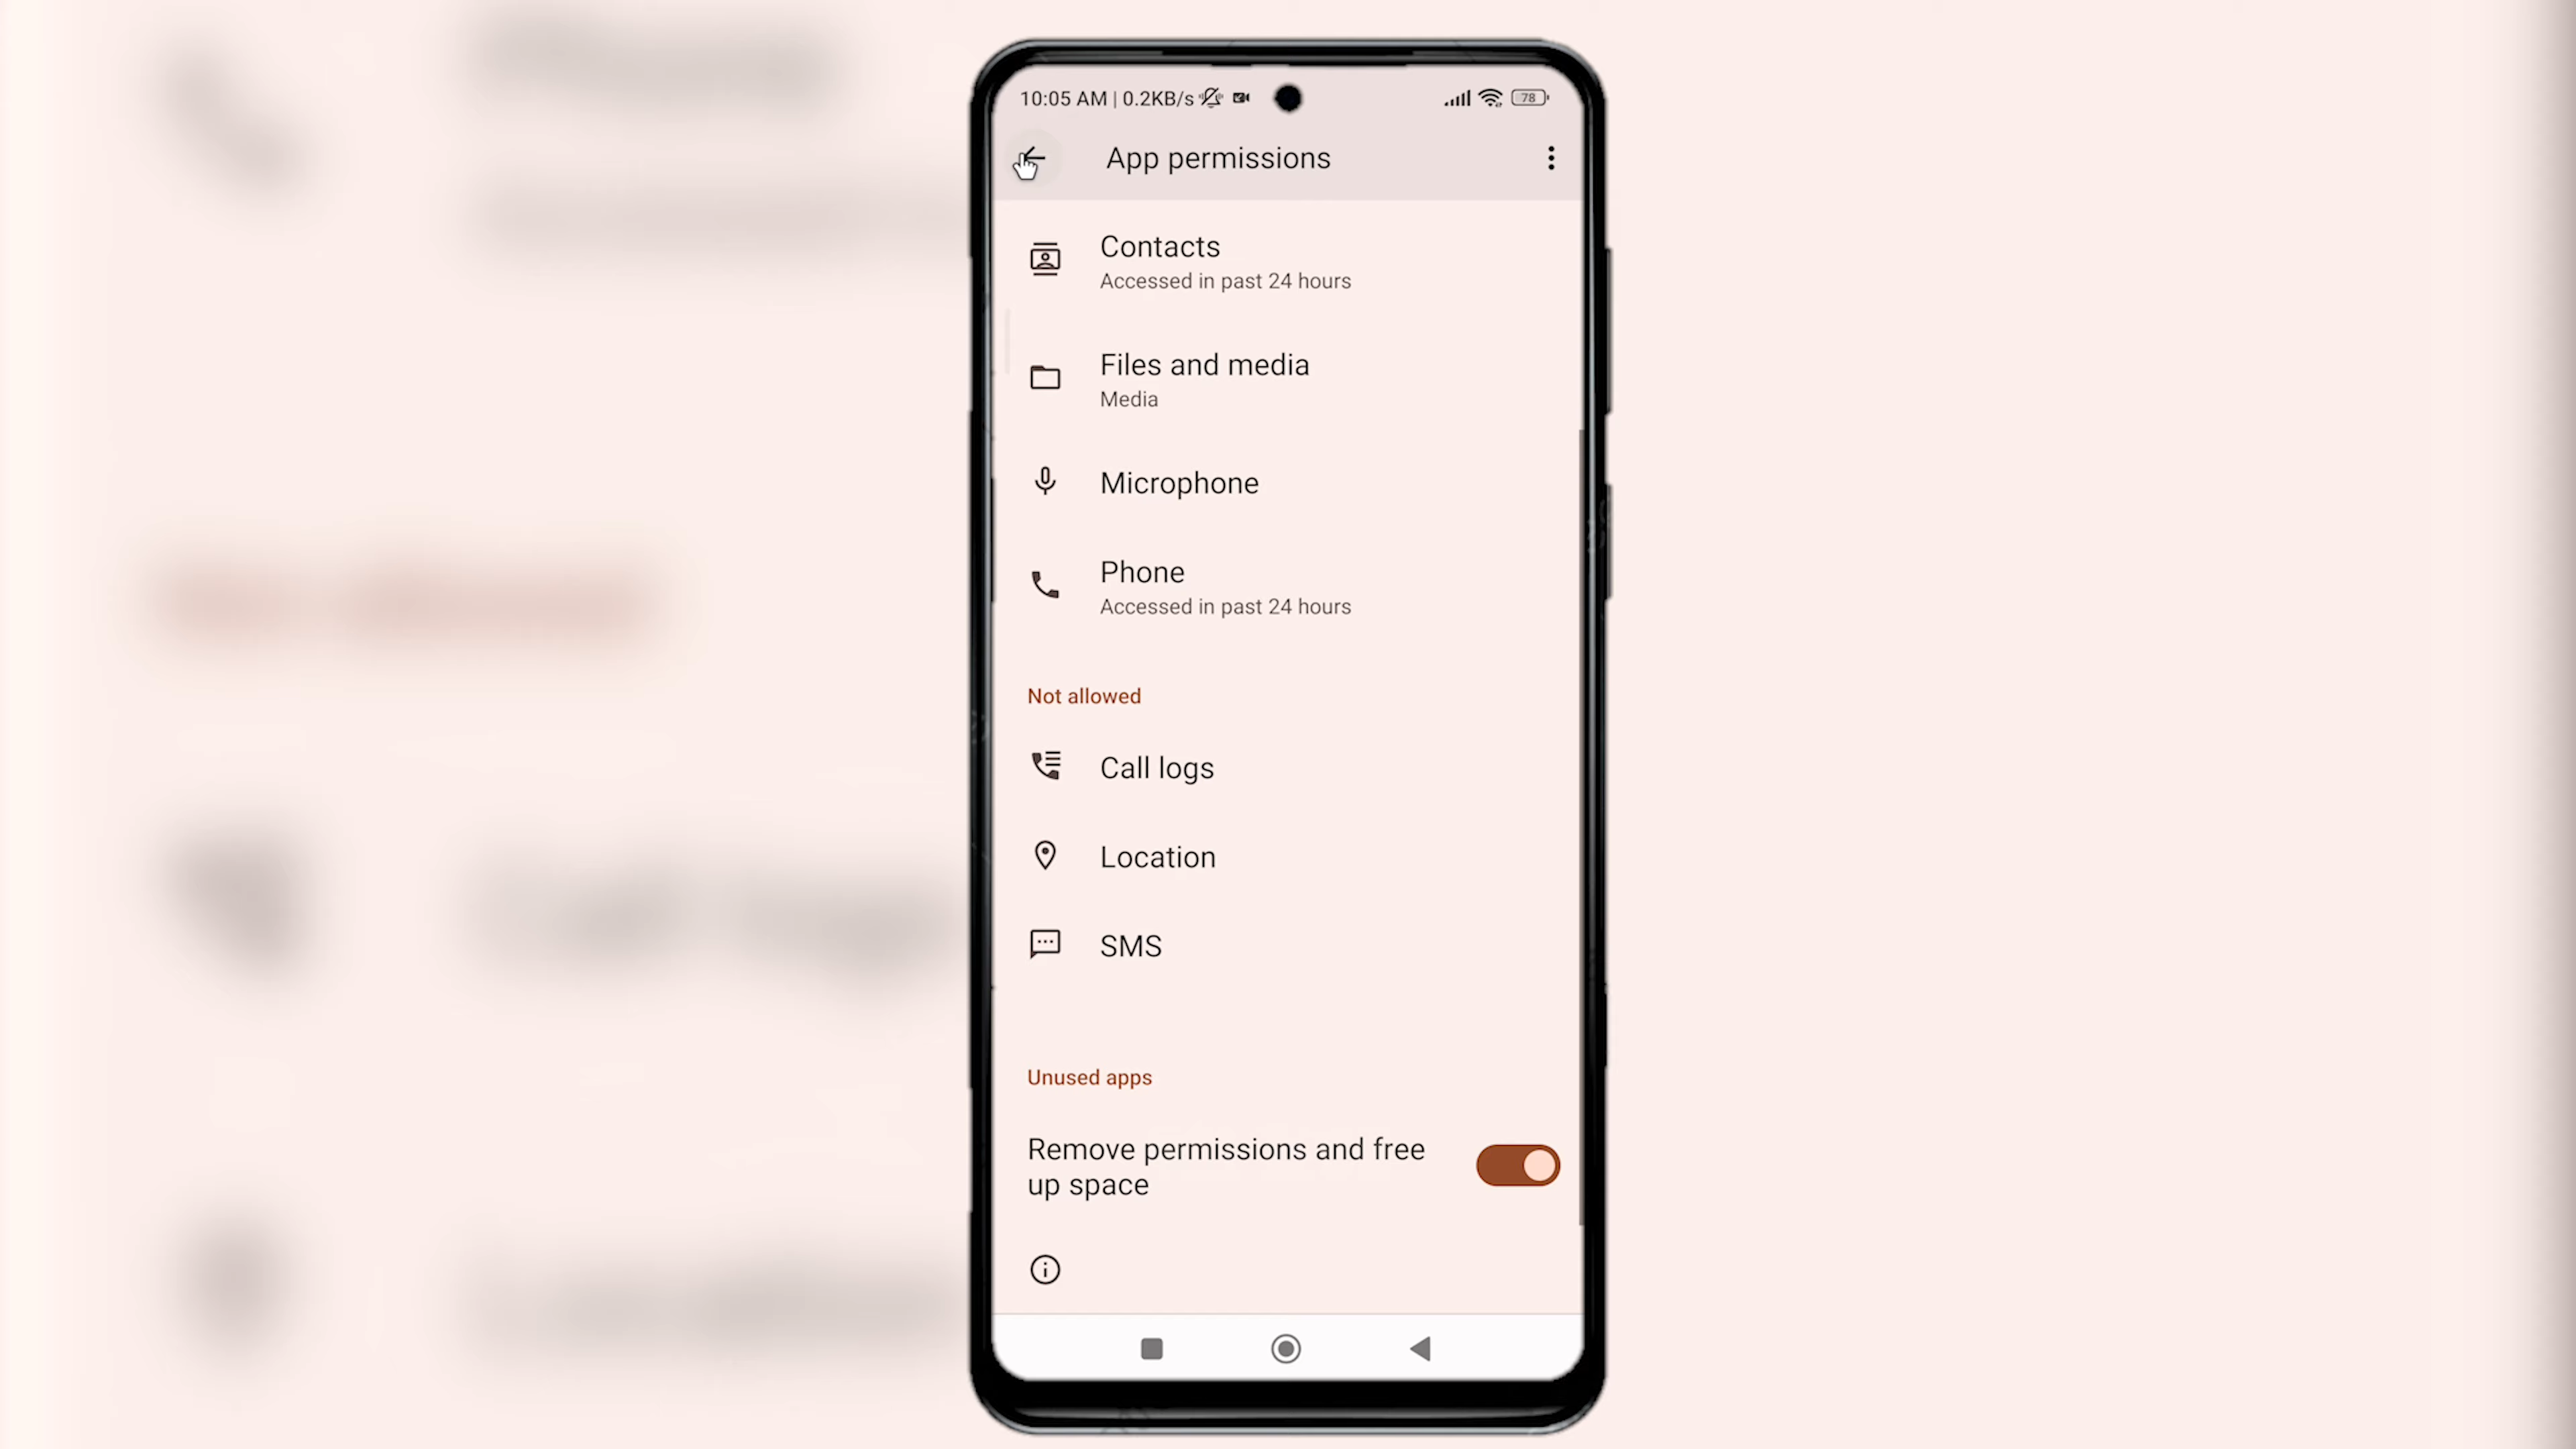 10:05 AM | 0.2KB/s
78
App permissions
Contacts
Accessed in past 24 hours
Files and media
Media
Microphone
Phone
Accessed in past 24 hours
Not allowed
Call logs
Location
SMS
Unused apps
Remove permissions and free
up space